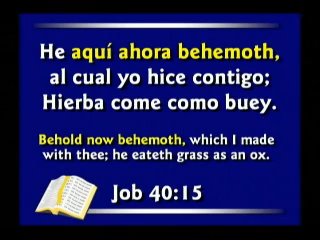 He aquí ahora behemoth,
al cual yo hice contigo;
Hierba come como buey.
Behold now behemoth, which I made
with thee; he eateth grass as an ox.
Job 40:15